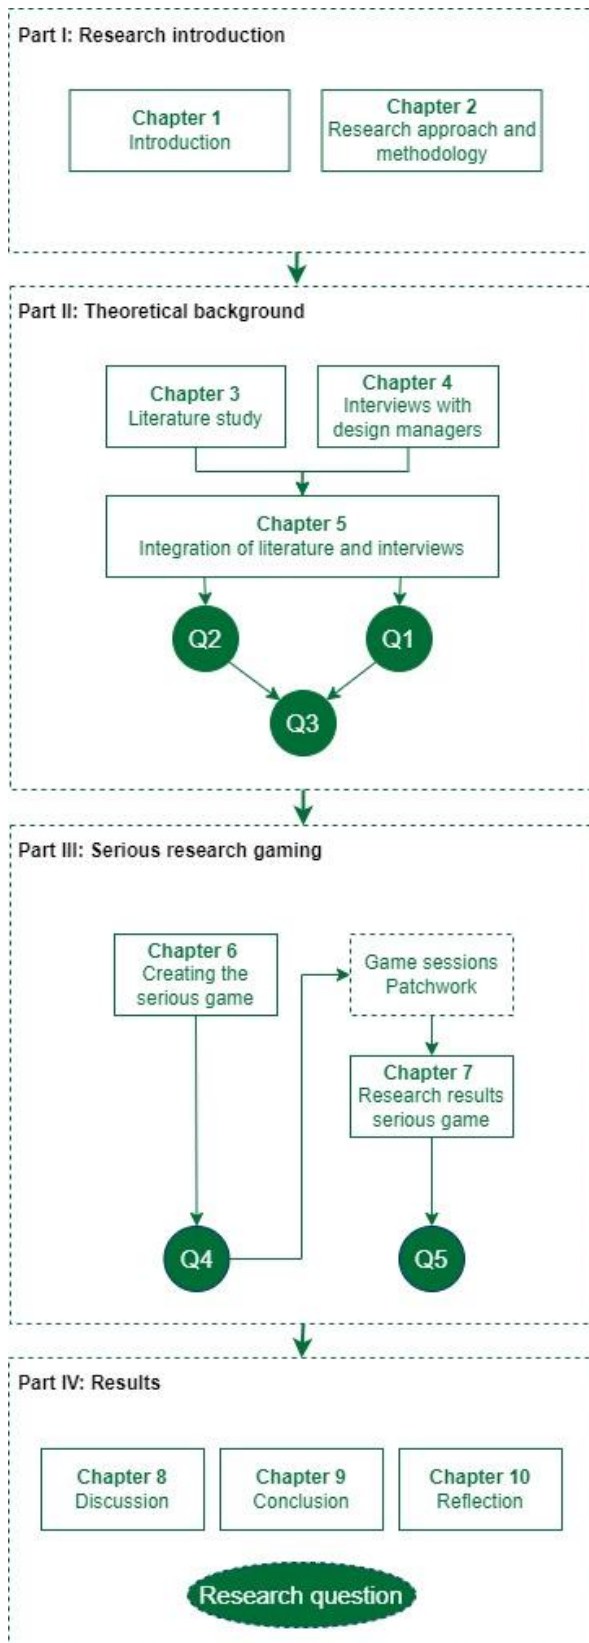 Part I: Research introduction
Chapter 1
Introduction
Chapter 2
Research approach and
methodology
Part II: Theoretical background
Chapter 3
Literature study
Chapter 4
Interviews with
design managers
Chapter 5
Integration of literature and interviews
Q2
Q1
Q3
Part III: Serious research gaming
Chapter 6
Creating the
serious game
Game sessions
Patchwork
Chapter 7
Research results
serious game
Q4
Q5
Part IV: Results
Chapter 8
Discussion
Chapter 9
Conclusion
Chapter 10
Reflection
Research question